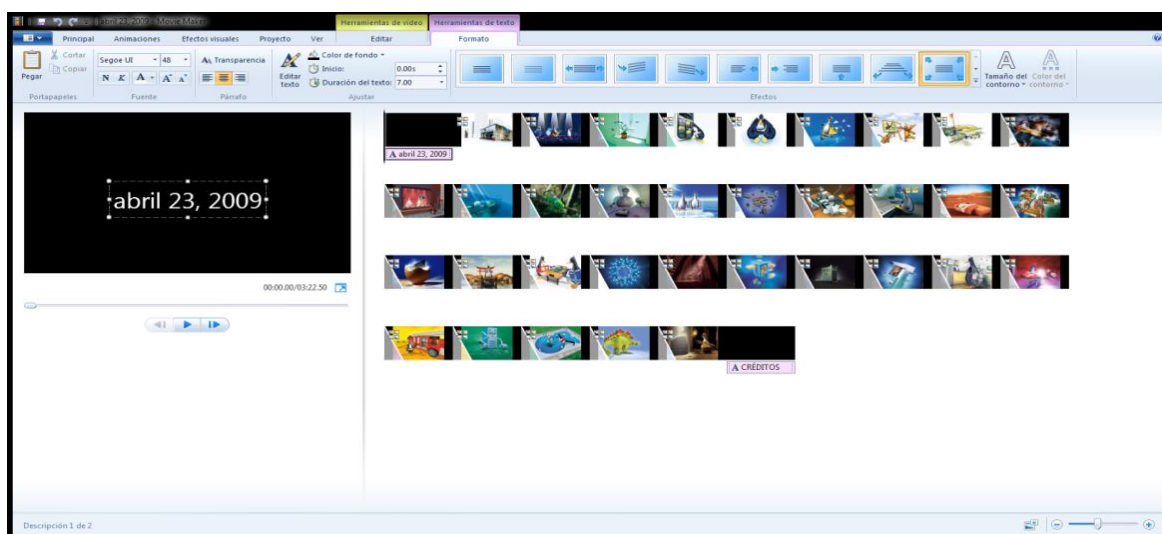 abril 23, 2009 - Movie Maker
Herramientas de vídeo
Herramientas de texto
Principal
Animaciones
Efectos visuales
Proyecto
Ver
Editar
Formato
Pegar
Cortar
Copiar
Portapapeles
Segoe UI
48
N K A A A
Fuente
Transparencia
Párrafo
Editar texto
Color de fondo
Inicio: 0.00s
Duración del texto: 7.00
Ajustar
Efectos
Tamaño del contorno
Color del contorno
abril 23, 2009
00:00.00/03:22.50
A abril 23, 2009
A CRÉDITOS
Descripción 1 de 2